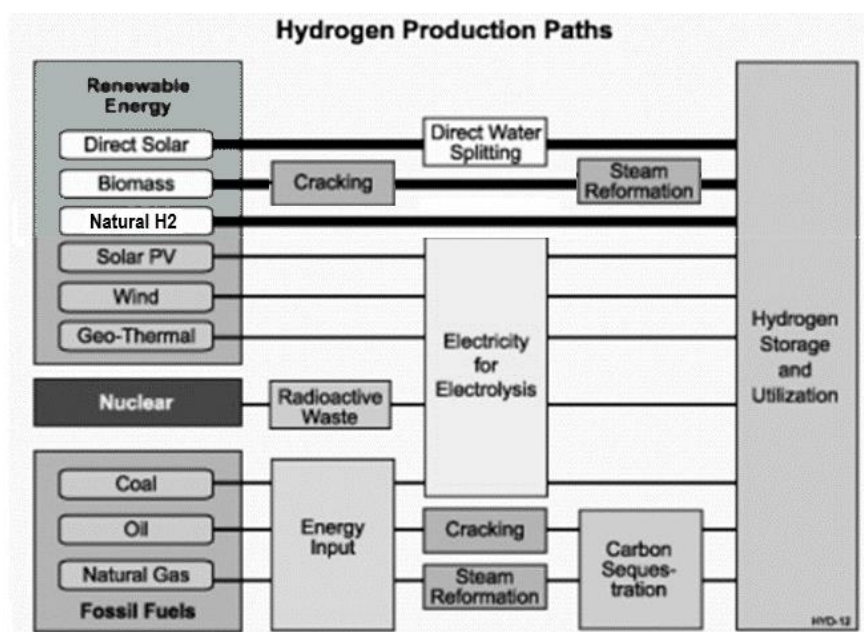 Hydrogen Production Paths
Renewable
Energy
Direct Solar
Direct Water
Splitting
Biomass
Cracking
Steam
Reformation
Natural H2
Solar PV
Wind
Geo-Thermal
Electricity
for
Electrolysis
Hydrogen
Storage
and
Utilization
Nuclear
Radioactive
Waste
Coal
Oil
Natural Gas
Fossil Fuels
Energy
Input
Cracking
Steam
Reformation
Carbon
Seques-
tration
HYD-12